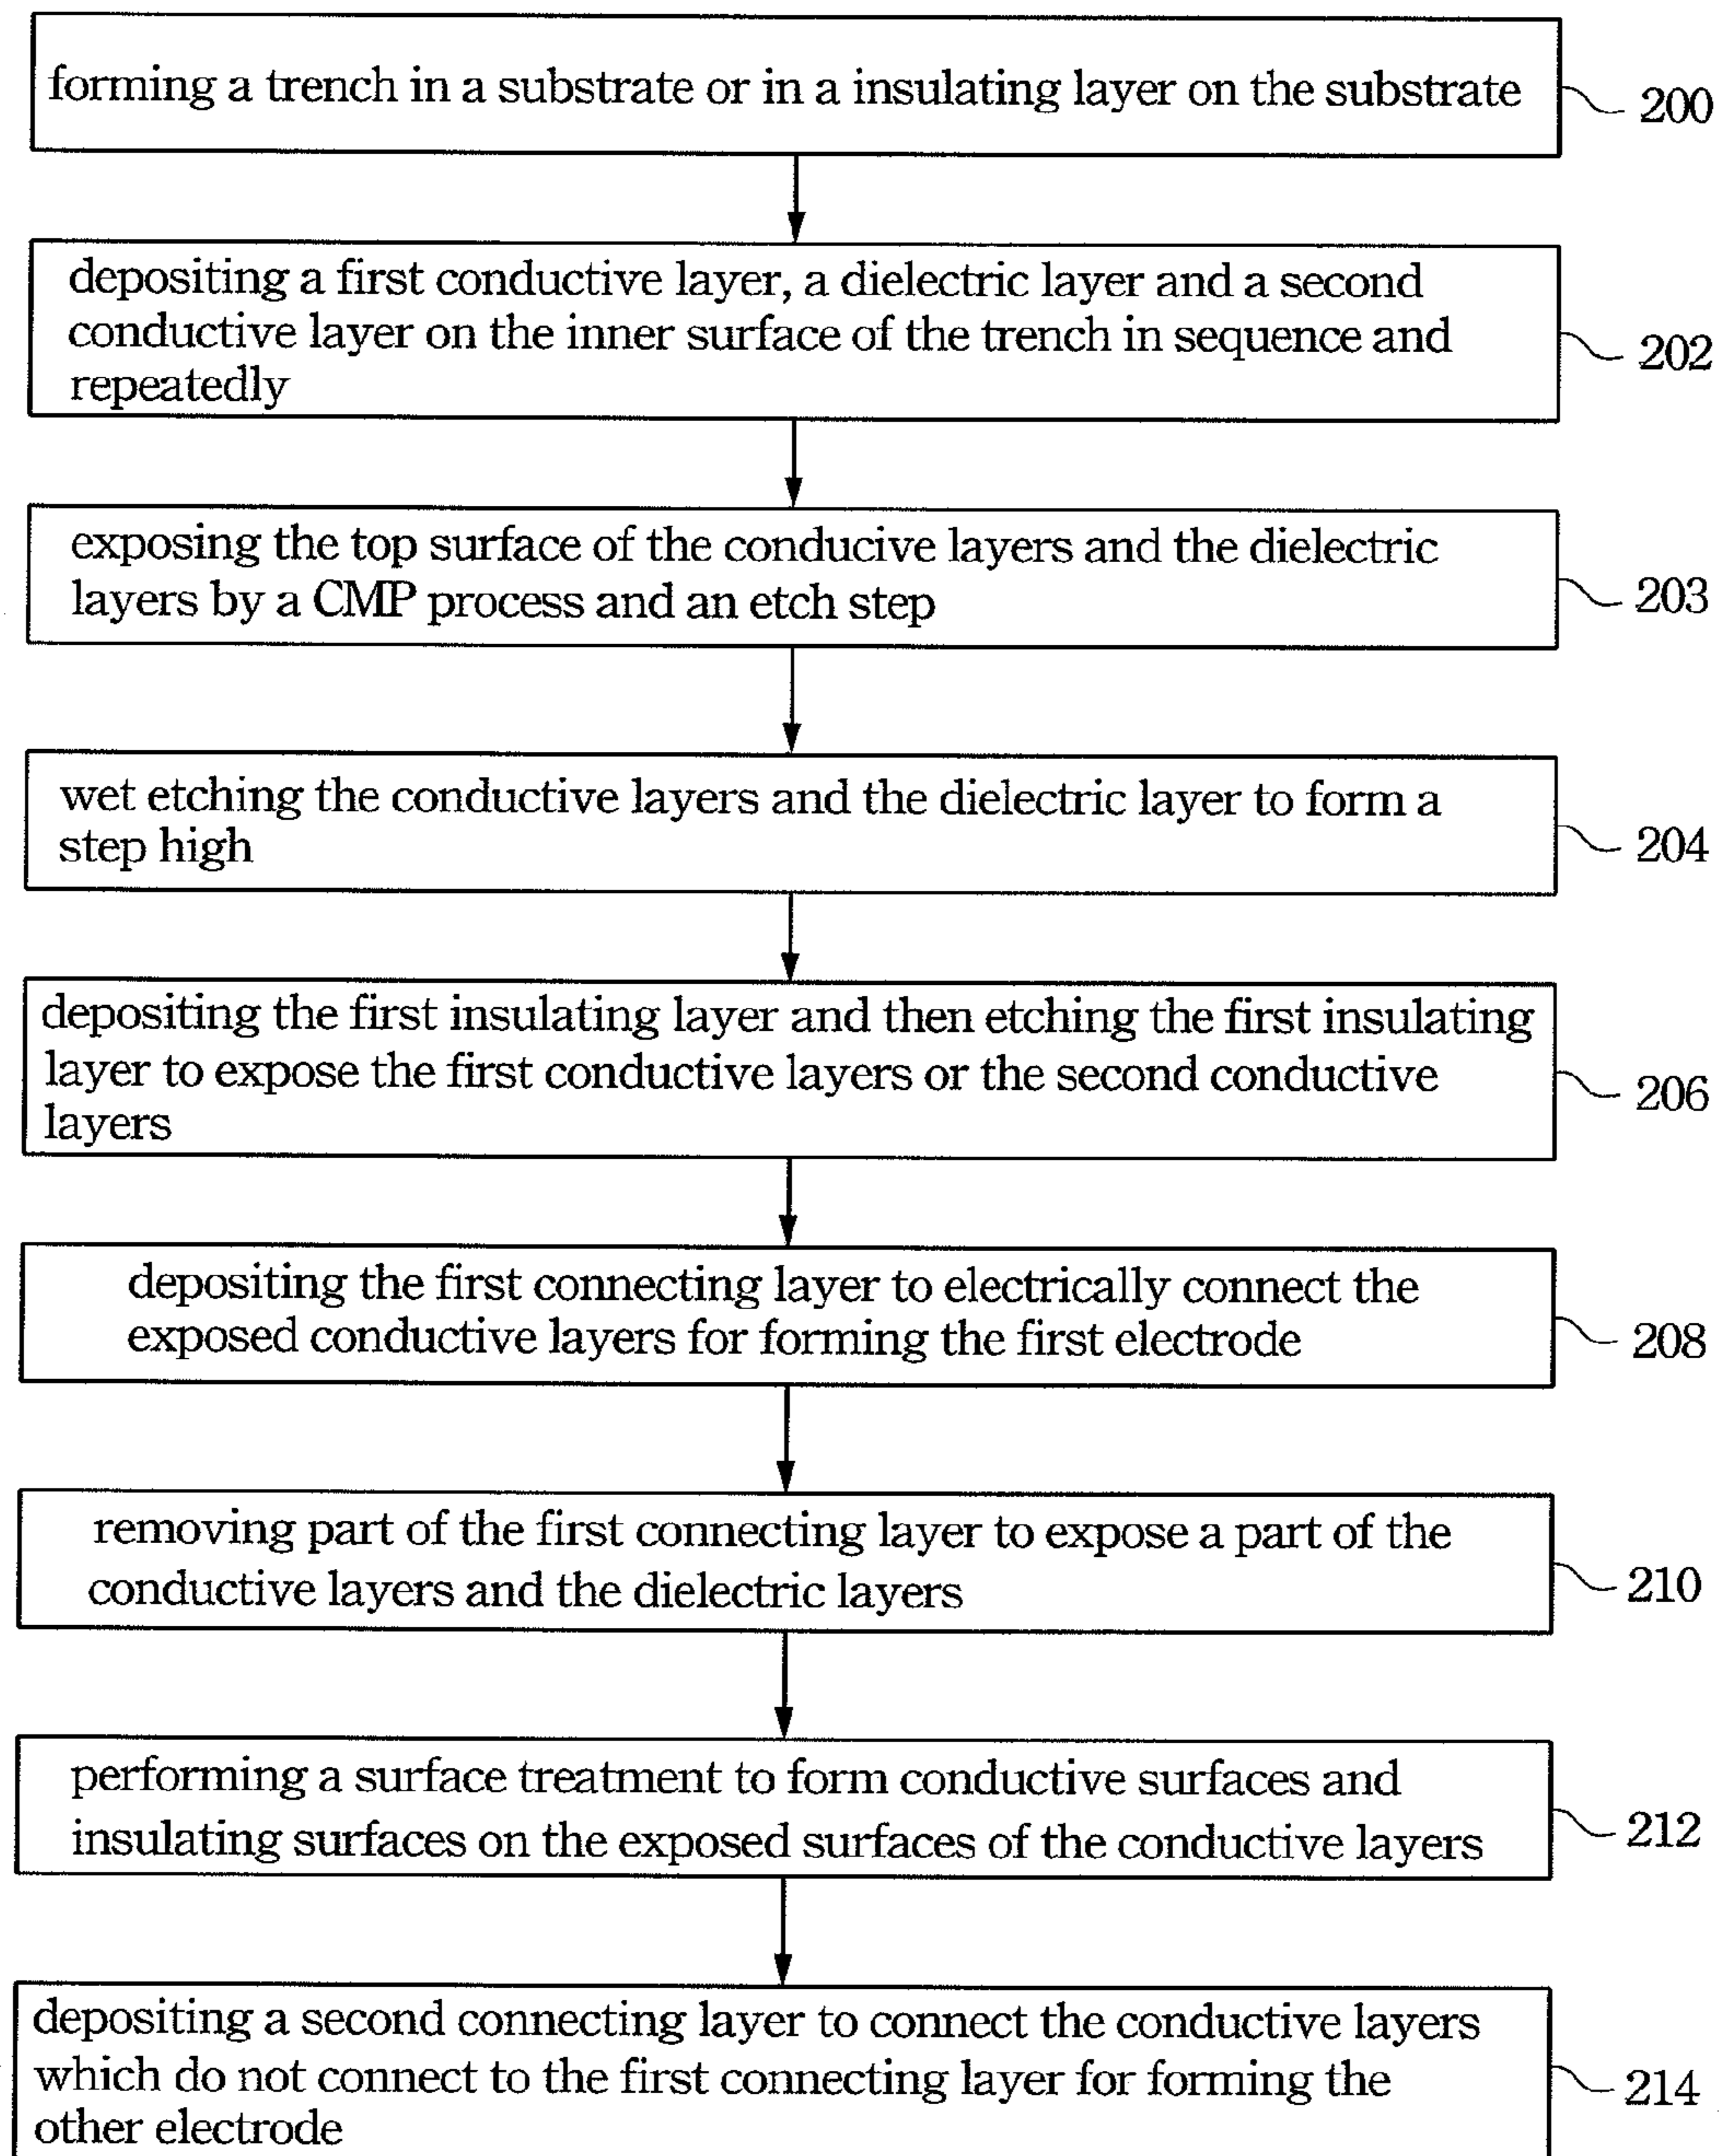 forming a trench in a substrate or in a insulating layer on the substrate
200
depositing a first conductive layer, a dielectric layer and a second
conductive layer on the inner surface of the trench in sequence and
repeatedly
202
exposing the top surface of the conducive layers and the dielectric
layers by a CMP process and an etch step
203
wet etching the conductive layers and the dielectric layer to form a
step high
204
depositing the first insulating layer and then etching the first insulating
layer to expose the first conductive layers or the second conductive
layers
206
depositing the first connecting layer to electrically connect the
exposed conductive layers for forming the first electrode
208
removing part of the first connecting layer to expose a part of the
conductive layers and the dielectric layers
210
performing a surface treatment to form conductive surfaces and
insulating surfaces on the exposed surfaces of the conductive layers
212
depositing a second connecting layer to connect the conductive layers
which do not connect to the first connecting layer for forming the
other electrode
214